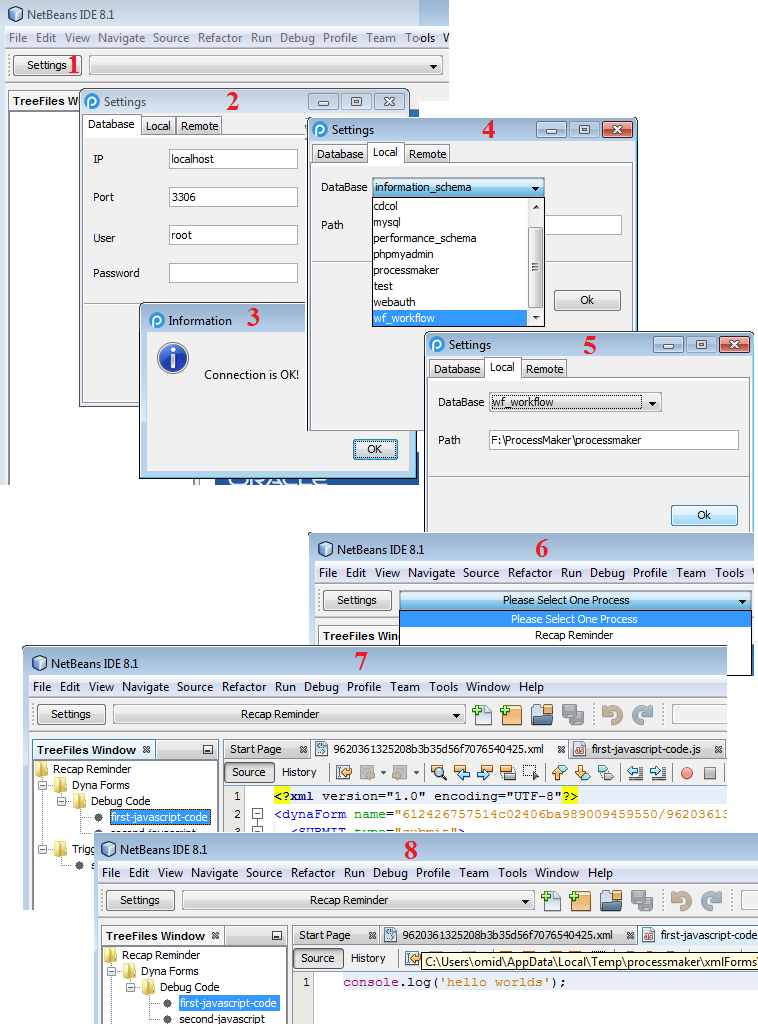 NetBeans IDE 8.1
File Edit View Navigate Source Refactor Run Debug Profile Team Tools
Settings 1
TreeFiles
Settings 2
Database Local Remote
IP localhost
Port 3306
User root
Password
Information 3
Connection is OK!
OK
Settings 4
Database Local Remote
DataBase information_schema
cdcol
mysql
Path
performance_schema
phpmyadmin
processmaker
test
webauth
Ok
wf_workflow
Settings 5
Database Local Remote
DataBase wf_workflow
Path F:\ProcessMaker\processmaker
Ok
NetBeans IDE 8.1 6
File Edit View Navigate Source Refactor Run Debug Profile Team Tools
Settings Please Select One Process
Please Select One Process
TreeFiles Recap Reminder
NetBeans IDE 8.1 7
File Edit View Navigate Source Refactor Run Debug Profile Team Tools Window Help
Settings Recap Reminder
TreeFiles Window Start Page 9620361325208b3b35d56f7076540425.xml first-javascript-code.js
Recap Reminder Source History
Dyna Forms
Debug Code 1 <?xml version="1.0" encoding="UTF-8"?>
first-javascript-code 2 <dynaForm name="612426757514c02406ba989009459550/9620361
second-javascript <SUBMIT type="submit">
NetBeans IDE 8.1 8
File Edit View Navigate Source Refactor Run Debug Profile Team Tools Window Help
Settings Recap Reminder
TreeFiles Window Start Page 9620361325208b3b35d56f7076540425.xml first-javascript-code
Recap Reminder Source History C:\Users\omid\AppData\Local\Temp\processmaker\xmlForms\
Dyna Forms 1 console.log('hello worlds');
Debug Code
first-javascript-code
second-javascript